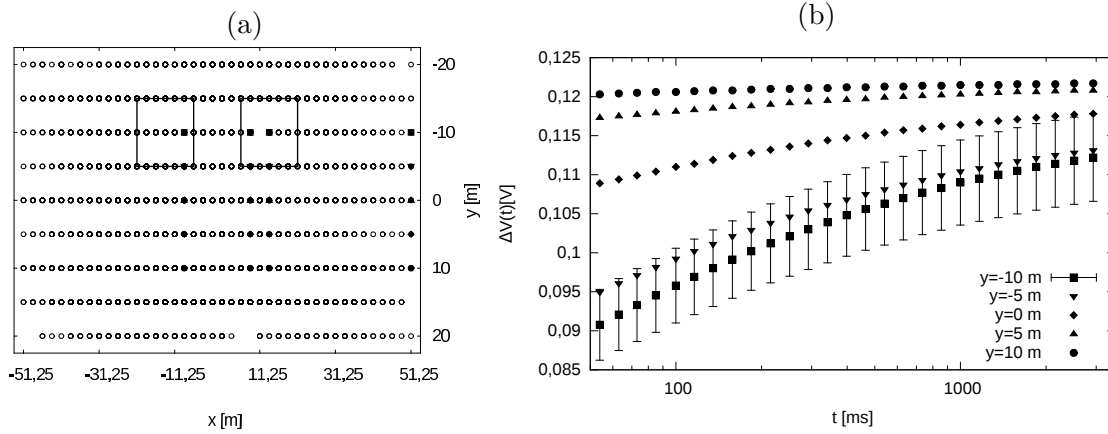 (a)
-20
-10
0
10
20
y [m]
-51,25
-31,25
-11,25
11,25
31,25
51,25
x [m]
(b)
0,125
0,12
0,115
0,11
0,105
0,1
0,095
0,09
0,085
ΔV(t)[V]
y=-10 m
y=-5 m
y=0 m
y=5 m
y=10 m
100
1000
t [ms]